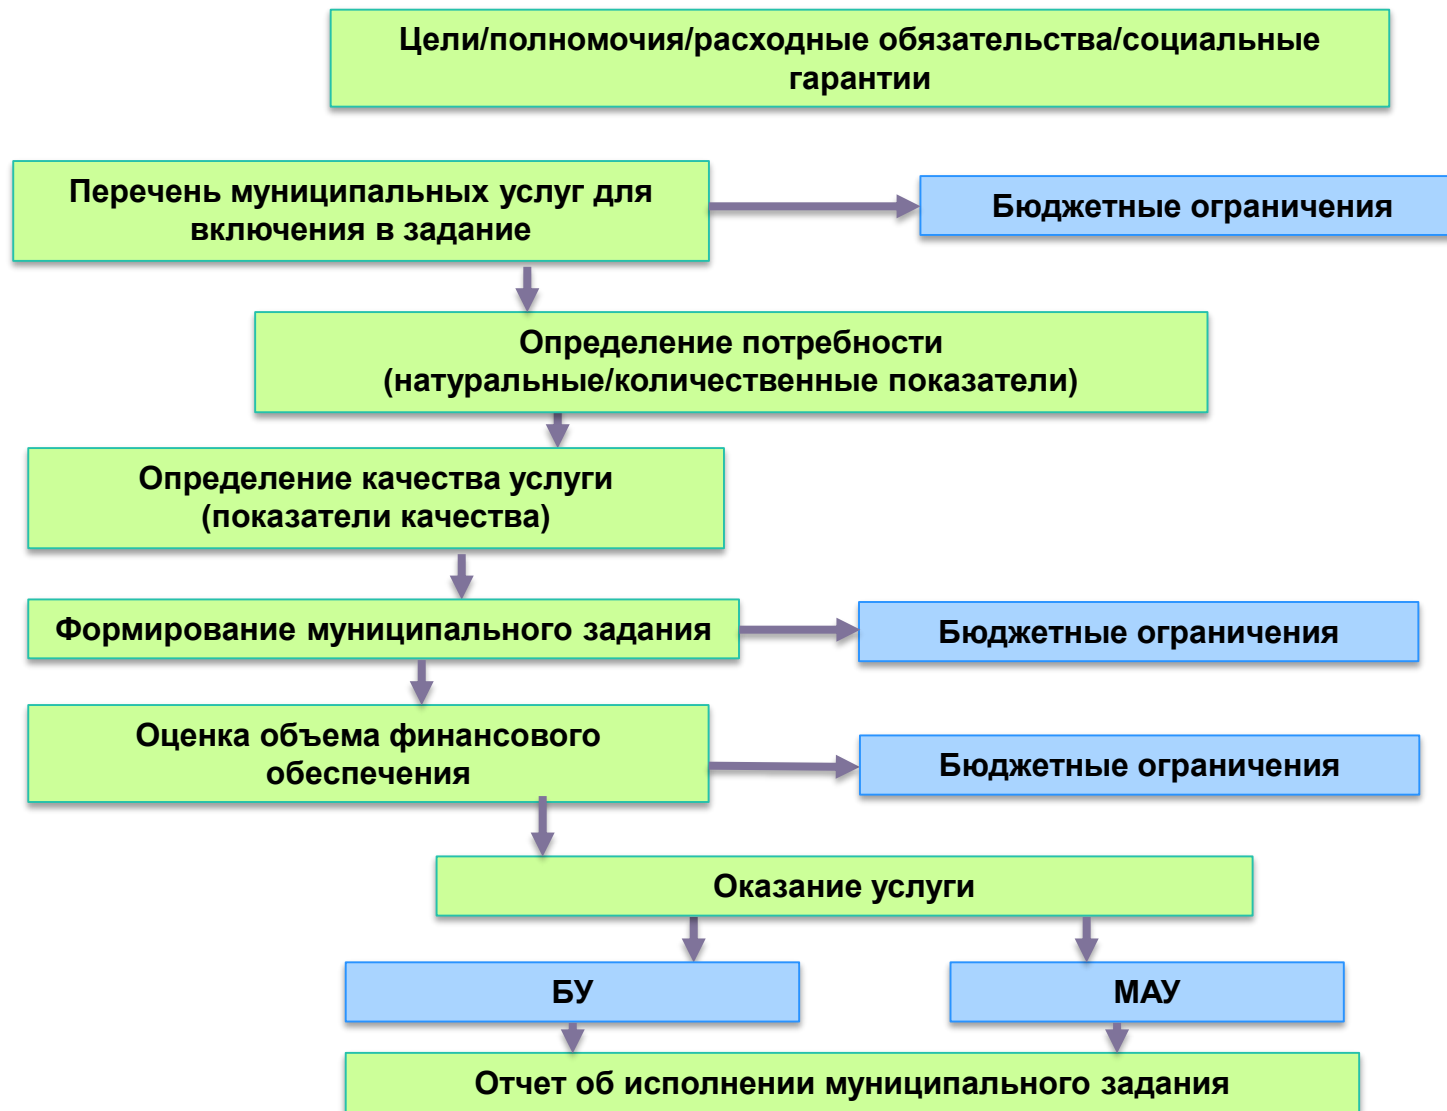 Цели/полномочия/расходные обязательства/социальные
гарантии
Перечень муниципальных услуг для
включения в задание
Бюджетные ограничения
Определение потребности
(натуральные/количественные показатели)
Определение качества услуги
(показатели качества)
Формирование муниципального задания
Бюджетные ограничения
Оценка объема финансового
обеспечения
Бюджетные ограничения
Оказание услуги
БУ
МАУ
Отчет об исполнении муниципального задания